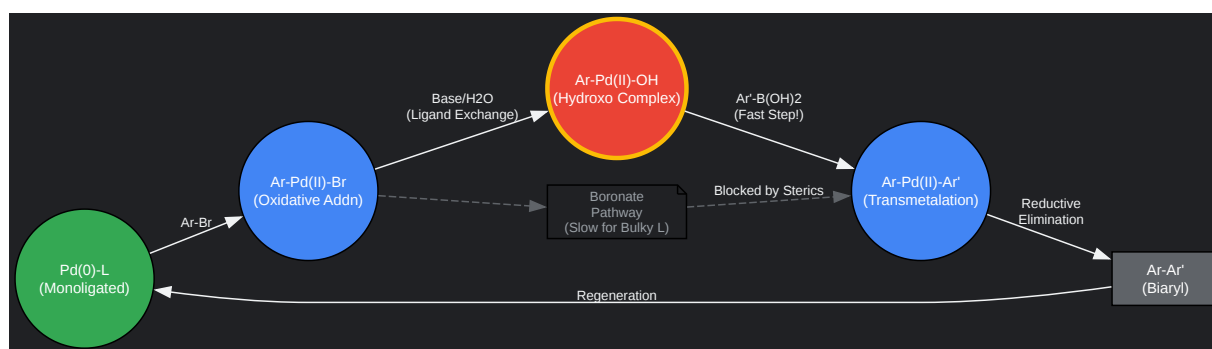 Ar-Pd(II)-OH
(Hydroxo Complex)
Base/H2O
(Ligand Exchange)
Ar'-B(OH)2
(Fast Step!)
Ar-Pd(II)-Br
(Oxidative Addn)
Boronate
Pathway
(Slow for Bulky L)
Blocked by Sterics
Ar-Pd(II)-Ar'
(Transmetalation)
Reductive
Elimination
Ar-Br
Pd(0)-L
(Monoligated)
Ar-Ar'
(Biaryl)
Regeneration